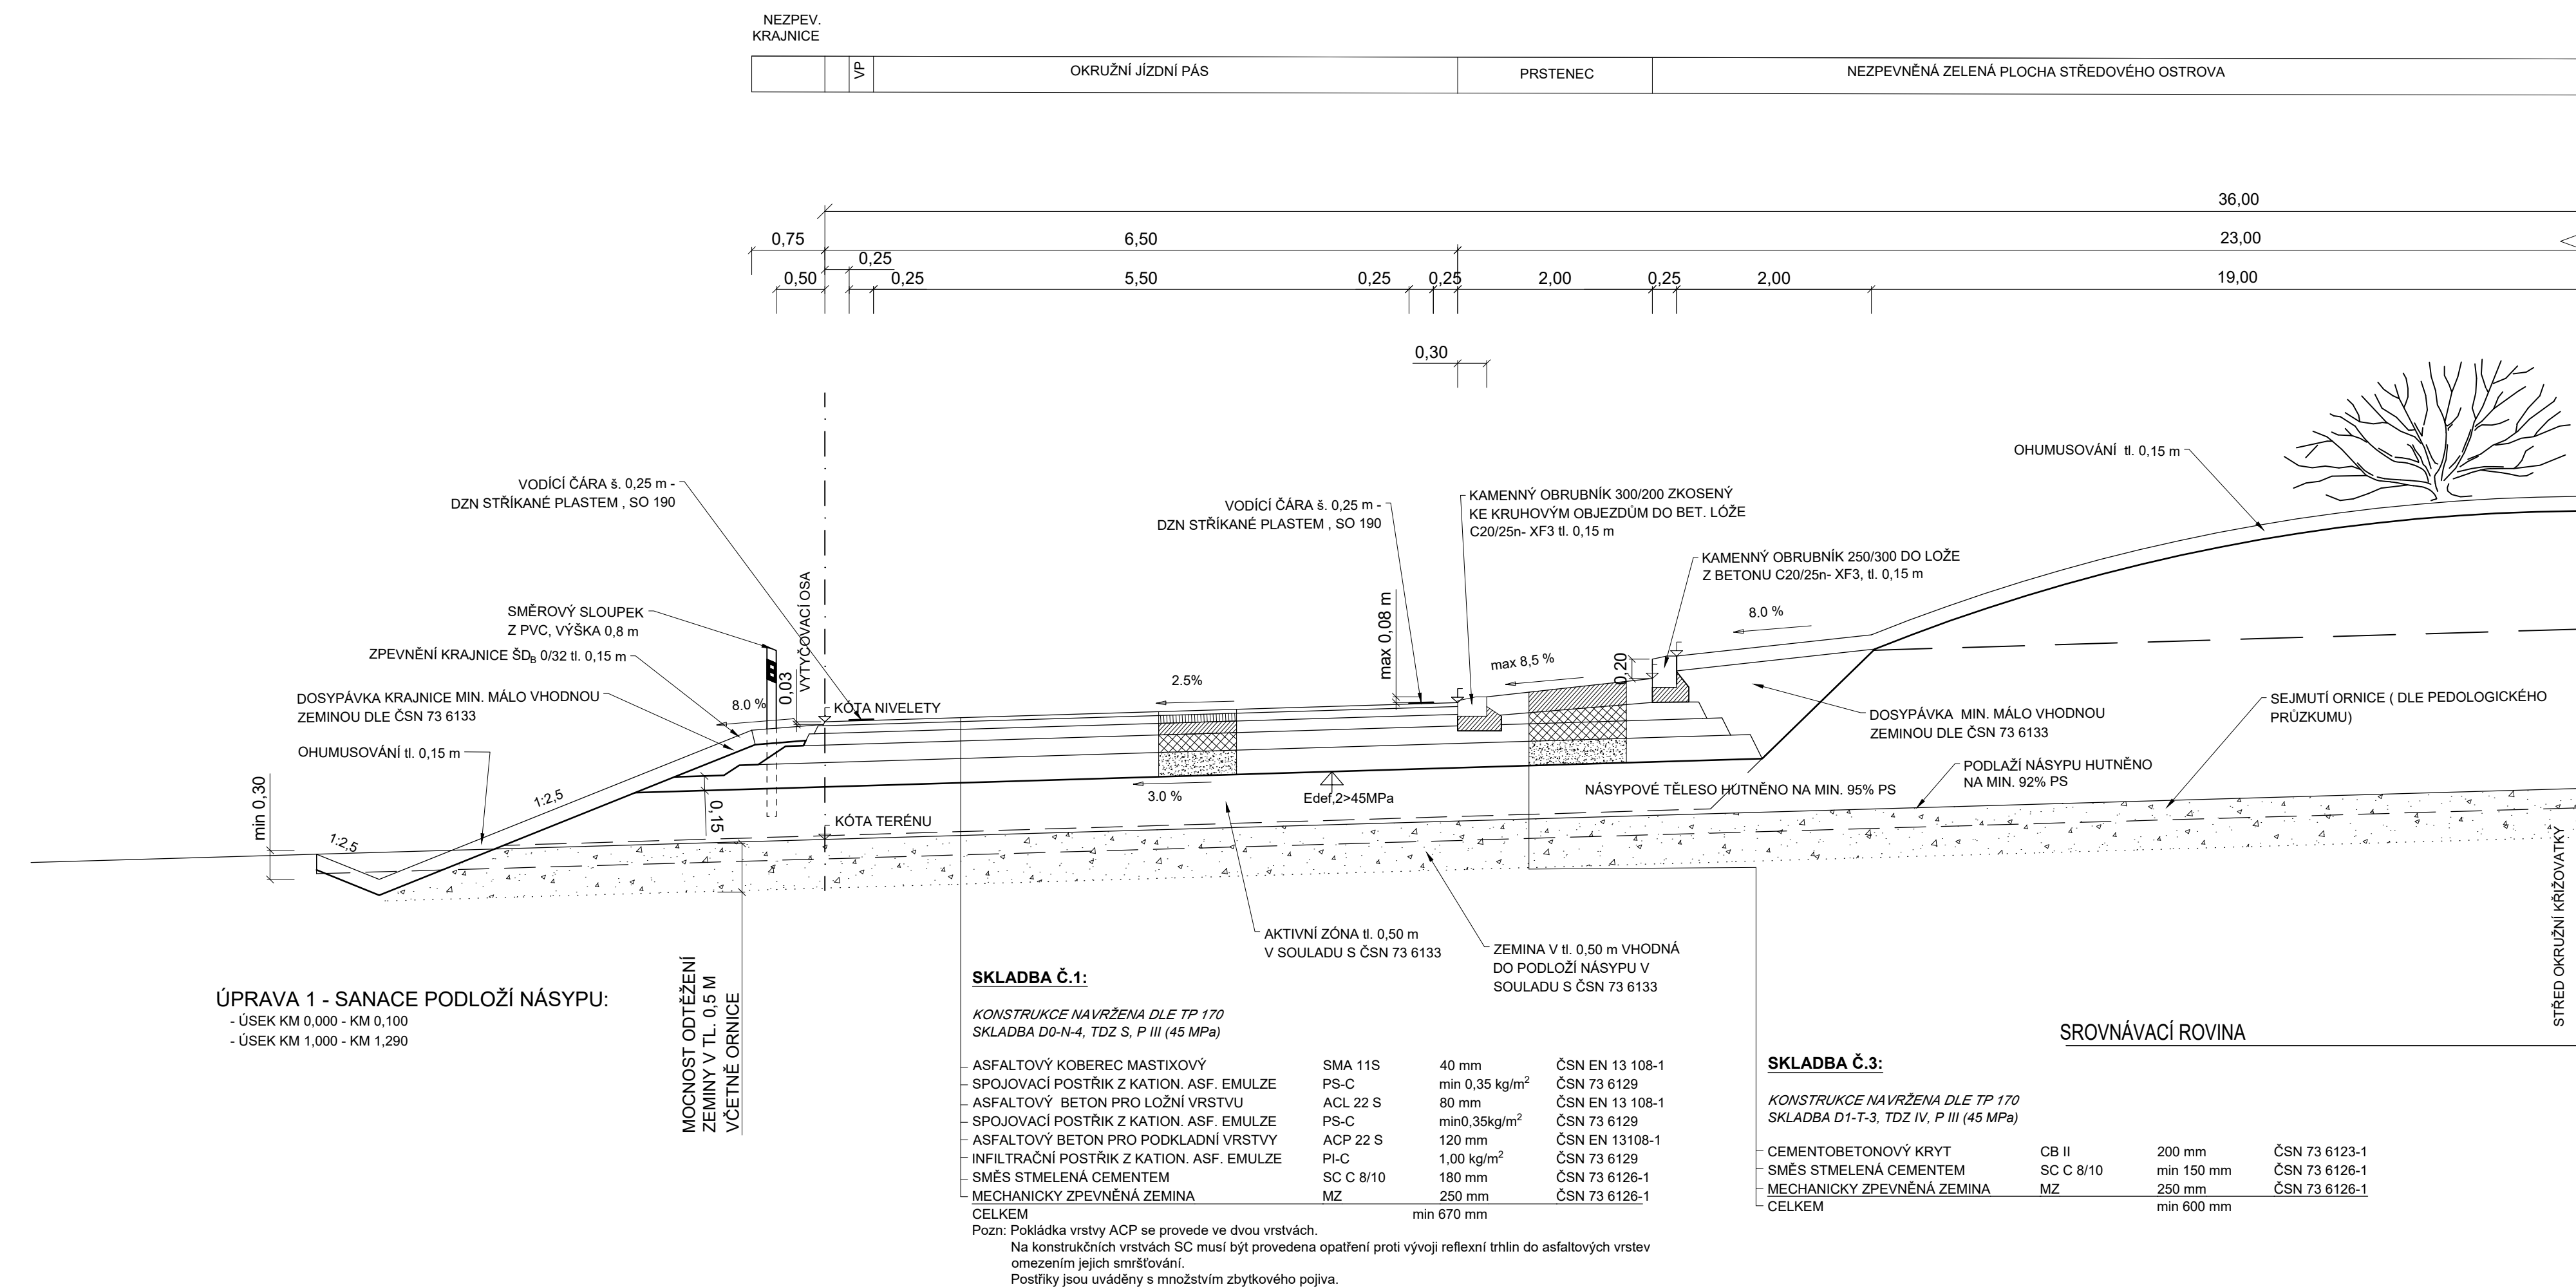 NEZPEV.
KRAJNICE
VP
OKRUŽNÍ JÍZDNÍ PÁS
PRSTENEC
NEZPEVNĚNÁ ZELENÁ PLOCHA STŘEDOVÉHO OSTROVA
36,00
0,75
6,50
23,00
0,25
0,50
0,25
5,50
0,25
0,25
2,00
0,25
2,00
19,00
0,30
OHUMUSOVÁNÍ tl. 0,15 m
VODÍCÍ ČÁRA š. 0,25 m -
DZN STŘÍKANÉ PLASTEM , SO 190
VODÍCÍ ČÁRA š. 0,25 m -
DZN STŘÍKANÉ PLASTEM , SO 190
KAMENNÝ OBRUBNÍK 300/200 ZKOSENÝ
KE KRUHOVÝM OBJEZDŮM DO BET. LÓŽE
C20/25n- XF3 tl. 0,15 m
KAMENNÝ OBRUBNÍK 250/300 DO LOŽE
Z BETONU C20/25n- XF3, tl. 0,15 m
VYTYČOVACÍ OSA
SMĚROVÝ SLOUPEK
Z PVC, VÝŠKA 0,8 m
ZPEVNĚNÍ KRAJNICE ŠDB 0/32 tl. 0,15 m
DOSYPÁVKA KRAJNICE MIN. MÁLO VHODNOU
ZEMINOU DLE ČSN 73 6133
OHUMUSOVÁNÍ tl. 0,15 m
8.0 %
0,03
KÓTA NIVELETY
2.5%
max 0,08 m
max 8,5 %
0,20
8.0 %
SEJMUTÍ ORNICE ( DLE PEDOLOGICKÉHO
PRŮZKUMU)
DOSYPÁVKA MIN. MÁLO VHODNOU
ZEMINOU DLE ČSN 73 6133
PODLAŽÍ NÁSYPU HUTNĚNO
NA MIN. 92% PS
NÁSYPOVÉ TĚLESO HUTNĚNO NA MIN. 95% PS
min 0,30
1:2,5
1:2,5
0,15
3.0 %
Edef,2>45MPa
KÓTA TERÉNU
AKTIVNÍ ZÓNA tl. 0,50 m
V SOULADU S ČSN 73 6133
ZEMINA V tl. 0,50 m VHODNÁ
DO PODLOŽÍ NÁSYPU V
SOULADU S ČSN 73 6133
STŘED OKRUŽNÍ KŘIŽOVATKY
ÚPRAVA 1 - SANACE PODLOŽÍ NÁSYPU:
- ÚSEK KM 0,000 - KM 0,100
- ÚSEK KM 1,000 - KM 1,290
MOCNOST ODTĚŽENÍ
ZEMINY V TL. 0,5 M
VČETNĚ ORNICE
SKLADBA Č.1:
KONSTRUKCE NAVRŽENA DLE TP 170
SKLADBA D0-N-4, TDZ S, P III (45 MPa)
ASFALTOVÝ KOBEREC MASTIXOVÝ SMA 11S 40 mm ČSN EN 13 108-1
SPOJOVACÍ POSTŘIK Z KATION. ASF. EMULZE PS-C min 0,35 kg/m2 ČSN 73 6129
ASFALTOVÝ BETON PRO LOŽNÍ VRSTVU ACL 22 S 80 mm ČSN EN 13 108-1
SPOJOVACÍ POSTŘIK Z KATION. ASF. EMULZE PS-C min0,35kg/m2 ČSN 73 6129
ASFALTOVÝ BETON PRO PODKLADNÍ VRSTVY ACP 22 S 120 mm ČSN EN 13108-1
INFILTRAČNÍ POSTŘIK Z KATION. ASF. EMULZE PI-C 1,00 kg/m2 ČSN 73 6129
SMĚS STMELENÁ CEMENTEM SC C 8/10 180 mm ČSN 73 6126-1
MECHANICKY ZPEVNĚNÁ ZEMINA MZ 250 mm ČSN 73 6126-1
CELKEM min 670 mm
Pozn: Pokládka vrstvy ACP se provede ve dvou vrstvách.
Na konstrukčních vrstvách SC musí být provedena opatření proti vývoji reflexní trhlin do asfaltových vrstev
omezením jejich smršťování.
Postřiky jsou uváděny s množstvím zbytkového pojiva.
SROVNÁVACÍ ROVINA
SKLADBA Č.3:
KONSTRUKCE NAVRŽENA DLE TP 170
SKLADBA D1-T-3, TDZ IV, P III (45 MPa)
CEMENTOBETONOVÝ KRYT CB II 200 mm ČSN 73 6123-1
SMĚS STMELENÁ CEMENTEM SC C 8/10 min 150 mm ČSN 73 6126-1
MECHANICKY ZPEVNĚNÁ ZEMINA MZ 250 mm ČSN 73 6126-1
CELKEM min 600 mm